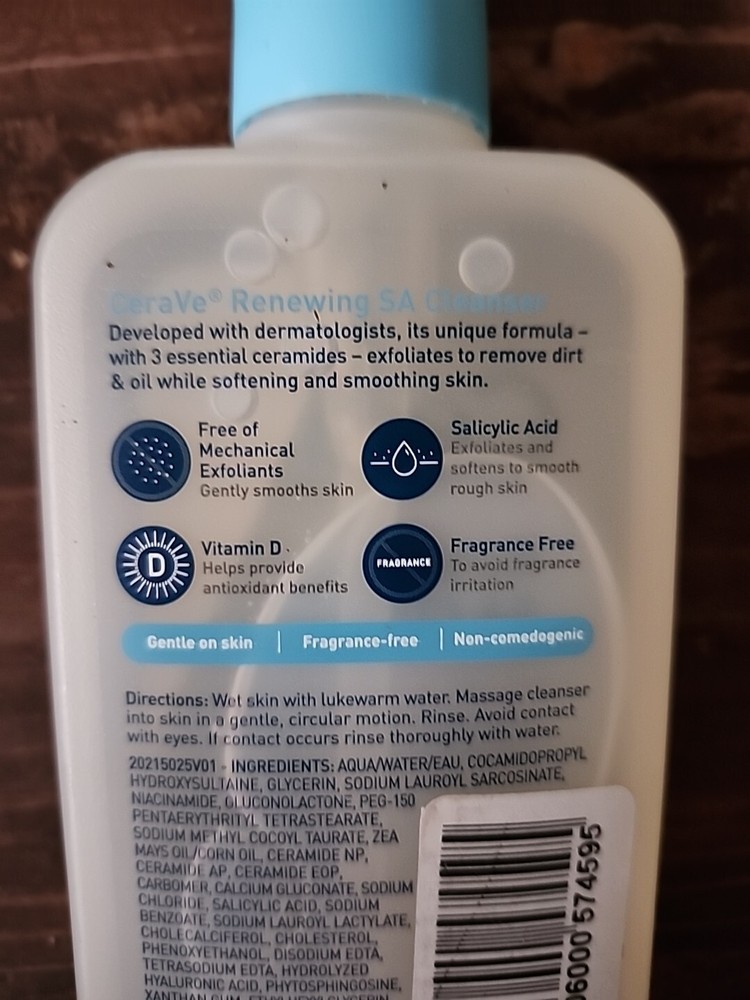 CeraVe® Renewing SA Cleanser
Developed with dermatologists, its unique formula –
with 3 essential ceramides – exfoliates to remove dirt
& oil while softening and smoothing skin.
Free of
Mechanical
Exfoliants
Gently smooths skin
Salicylic Acid
Exfoliates and
softens to smooth
rough skin
D
Vitamin D
Helps provide
antioxidant benefits
FRAGRANCE
Fragrance Free
To avoid fragrance
irritation
Gentle on skin | Fragrance-free | Non-comedogenic
Directions: Wet skin with lukewarm water. Massage cleanser
into skin in a gentle, circular motion. Rinse. Avoid contact
with eyes. If contact occurs rinse thoroughly with water.
20215025V01 - INGREDIENTS: AQUA/WATER/EAU, COCAMIDOPROPYL
HYDROXYSULTAINE, GLYCERIN, SODIUM LAUROYL SARCOSINATE,
NIACINAMIDE, GLUCONOLACTONE, PEG-150
PENTAERYTHRITYL TETRASTEARATE,
SODIUM METHYL COCOYL TAURATE, ZEA
MAYS OIL/CORN OIL, CERAMIDE NP,
CERAMIDE AP, CERAMIDE EOP,
CARBOMER, CALCIUM GLUCONATE, SODIUM
CHLORIDE, SALICYLIC ACID, SODIUM
BENZOATE, SODIUM LAUROYL LACTYLATE,
CHOLECALCIFEROL, CHOLESTEROL,
PHENOXYETHANOL, DISODIUM EDTA,
TETRASODIUM EDTA, HYDROLYZED
HYALURONIC ACID, PHYTOSPHINGOSINE,
XANTHAN GUM,
6000 574595